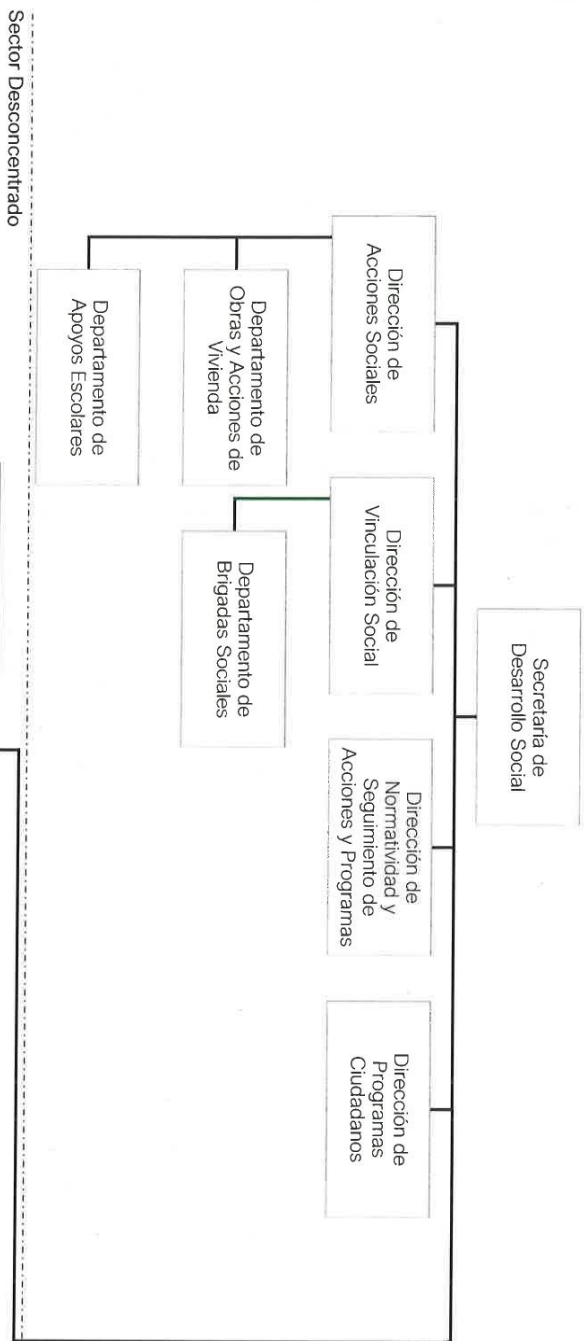 Secretaría de
Desarrollo Social
Dirección de
Acciones Sociales
Dirección de
Vinculación Social
Dirección de
Normatividad y
Seguimiento de
Acciones y Programas
Dirección de
Programas
Ciudadanos
Departamento de
Obras y Acciones de
Vivienda
Departamento de
Brigadas Sociales
Departamento de
Apoyos Escolares
Sector Desconcentrado